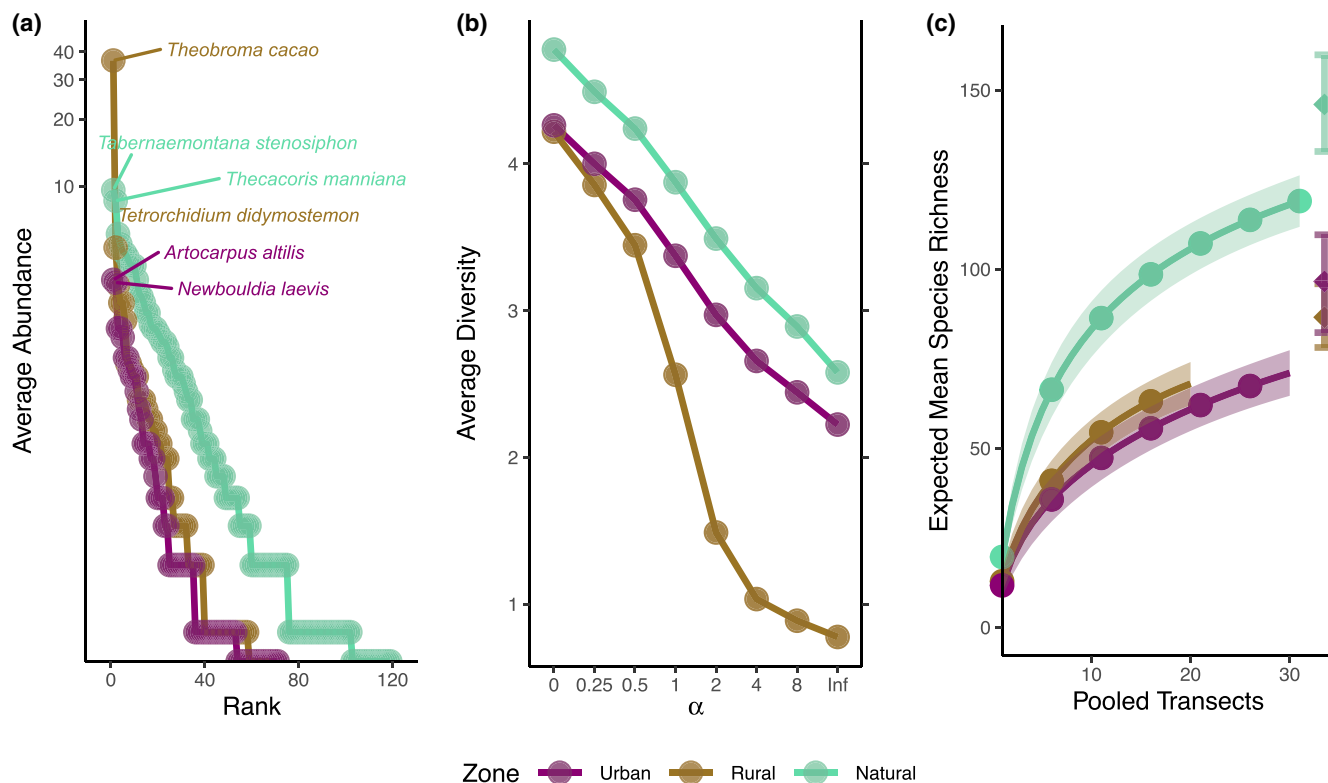 (a)
Average Abundance
40
30
20
10
Theobroma cacao
Tabernaemontana stenosiphon
Thecacoris manniana
Tetrorchidium didymostemon
Artocarpus altilis
Newbouldia laevis
0 40 80 120
Rank
(b)
Average Diversity
4
3
2
1
0 0.25 0.5 1 2 4 8 Inf
α
(c)
Expected Mean Species Richness
150
100
50
0
10 20 30
Pooled Transects
Zone Urban Rural Natural